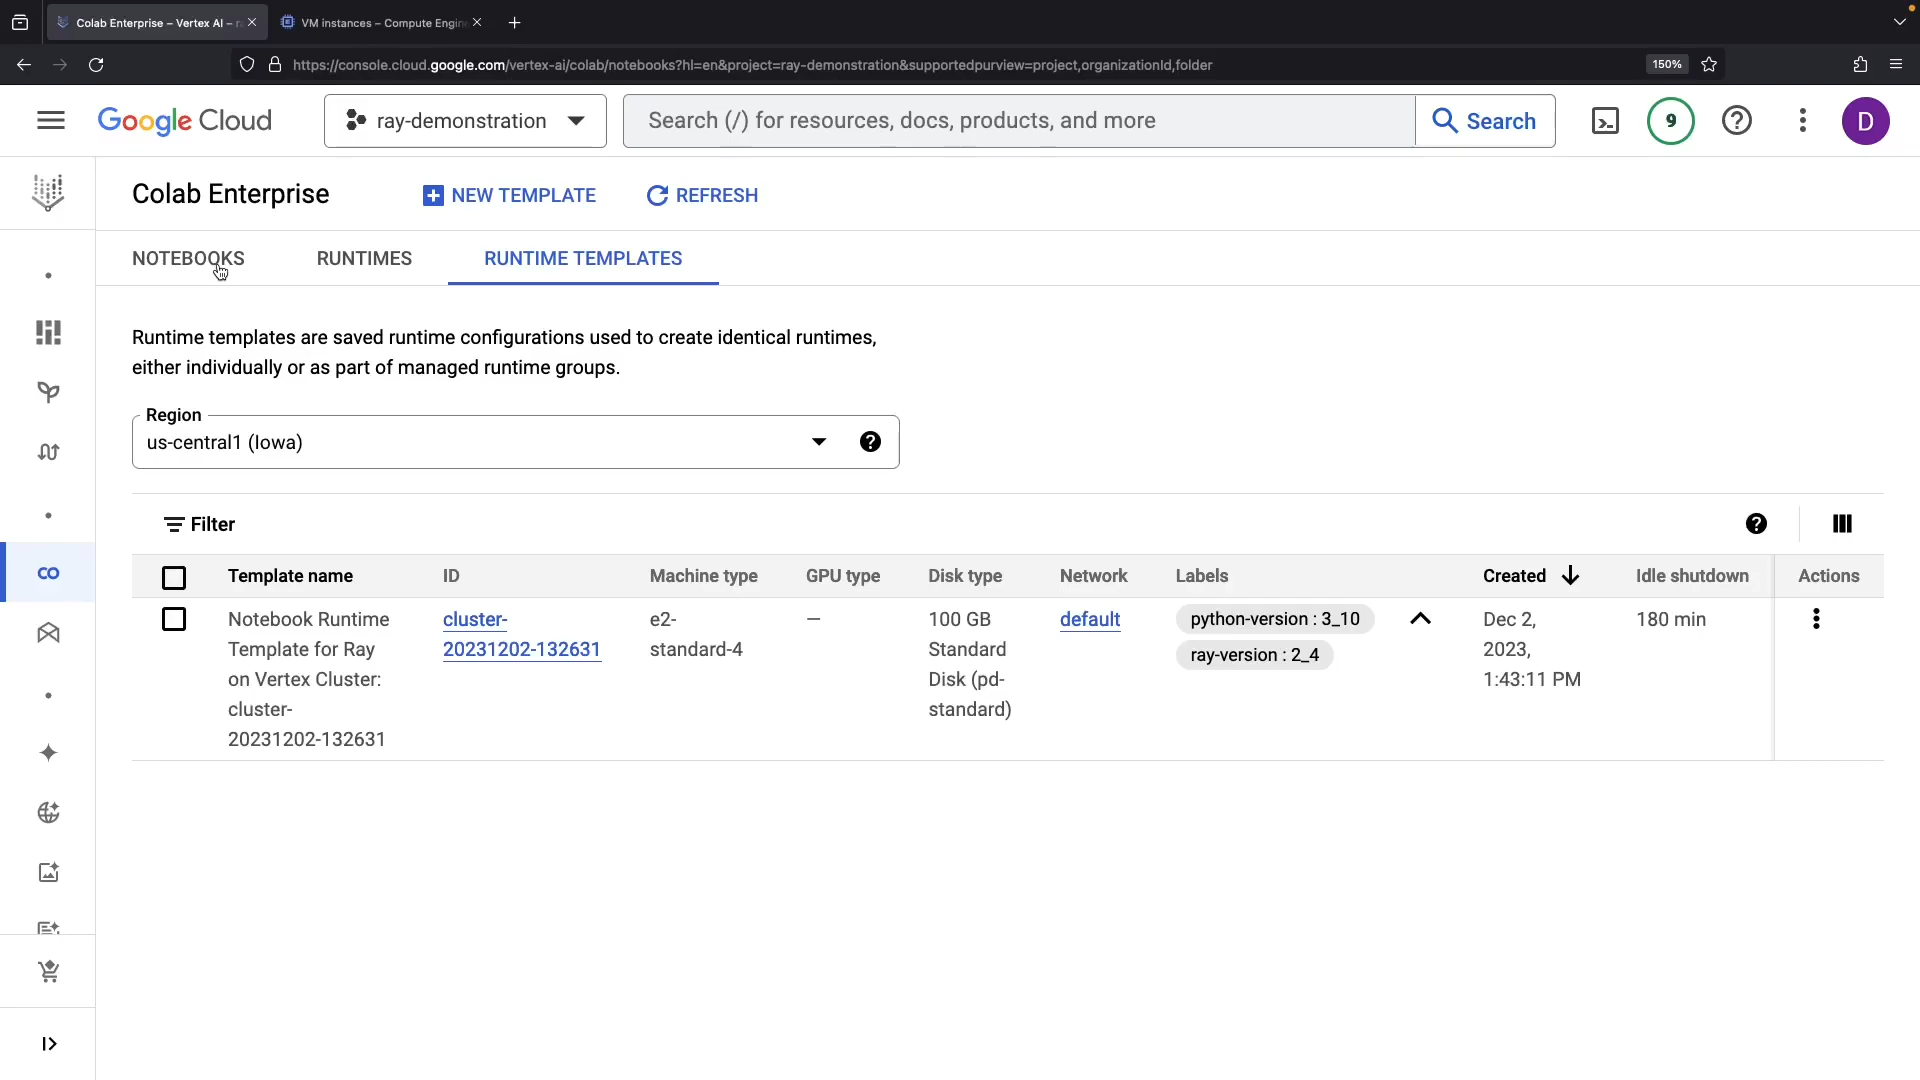 Colab Enterprise – Vertex AI – r
VM instances – Compute Engin
https://console.cloud.google.com/vertex-ai/colab/notebooks?hl=en&project=ray-demonstration&supportedpurview=project,organizationId,folder
150%
Google Cloud
ray-demonstration
Search (/) for resources, docs, products, and more
Search
9
D
Colab Enterprise
NEW TEMPLATE
REFRESH
NOTEBOOKS
RUNTIMES
RUNTIME TEMPLATES
Runtime templates are saved runtime configurations used to create identical runtimes,
either individually or as part of managed runtime groups.
Region
us-central1 (Iowa)
Filter
Template name
ID
Machine type
GPU type
Disk type
Network
Labels
Created
Idle shutdown
Actions
Notebook Runtime
Template for Ray
on Vertex Cluster:
cluster-
20231202-132631
cluster-
20231202-132631
e2-
standard-4
—
100 GB
Standard
Disk (pd-
standard)
default
python-version : 3_10
ray-version : 2_4
Dec 2,
2023,
1:43:11 PM
180 min